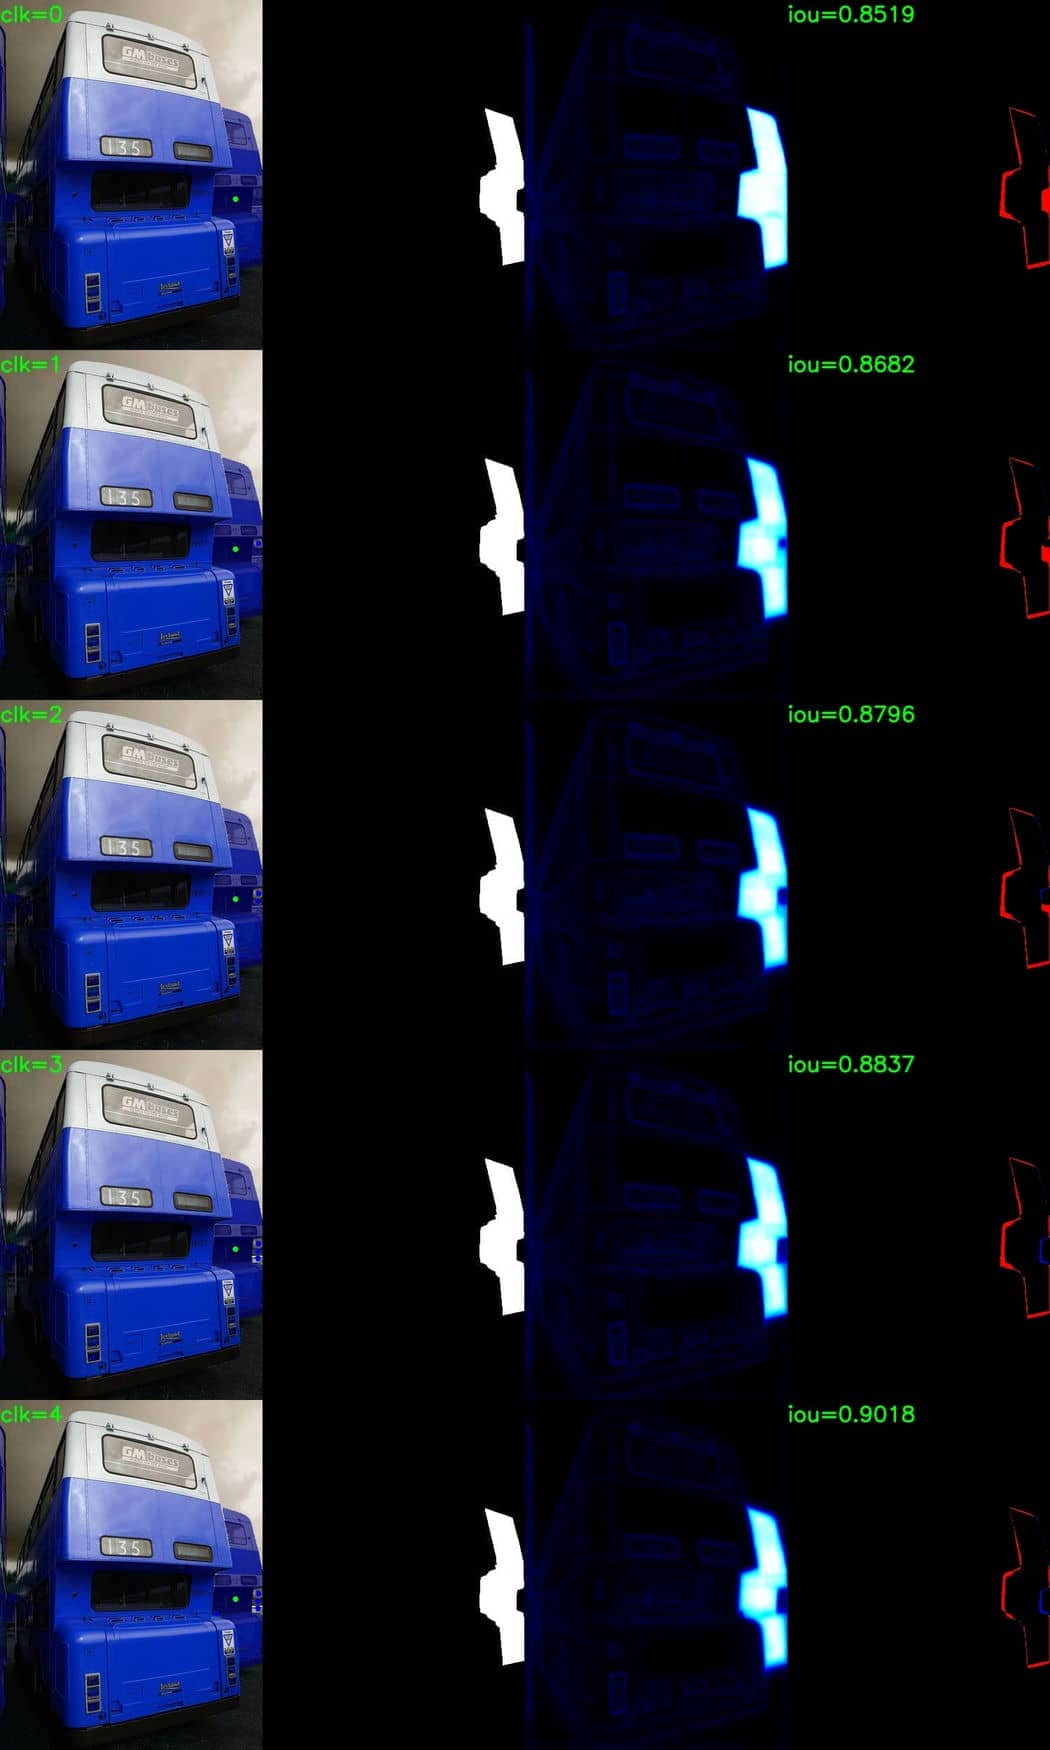 clk=0
iou=0.8519
GM buses
135
clk=1
iou=0.8682
GM buses
135
clk=2
iou=0.8796
GM buses
135
clk=3
iou=0.8837
GM buses
135
clk=4
iou=0.9018
GM buses
135